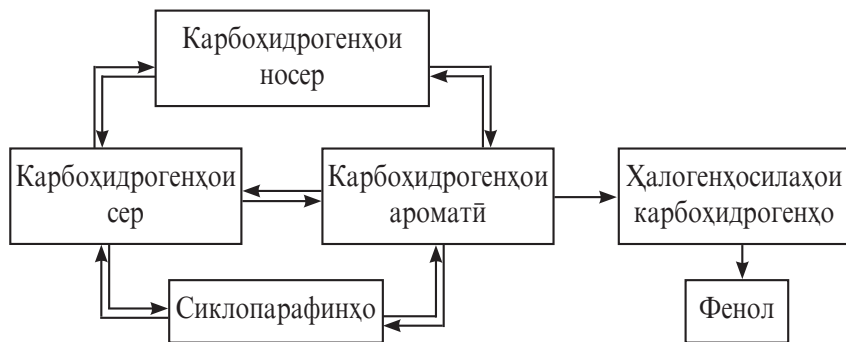 Карбоҳидрогенҳои
носер
Карбоҳидрогенҳои
сер
Карбоҳидрогенҳои
ароматӣ
Ҳалогенҳосилаҳои
карбоҳидрогенҳо
Сиклопарафинҳо
Фенол